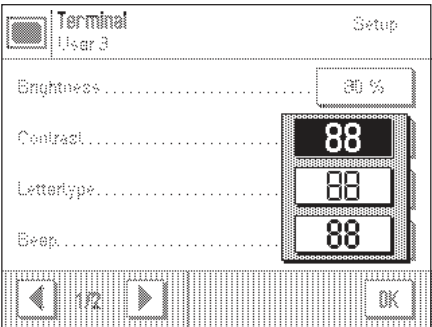 Terminal
Setup
User 3
Brightness 80 %
Contrast
88
Lettertype
88
Beep
88
1/2
OK